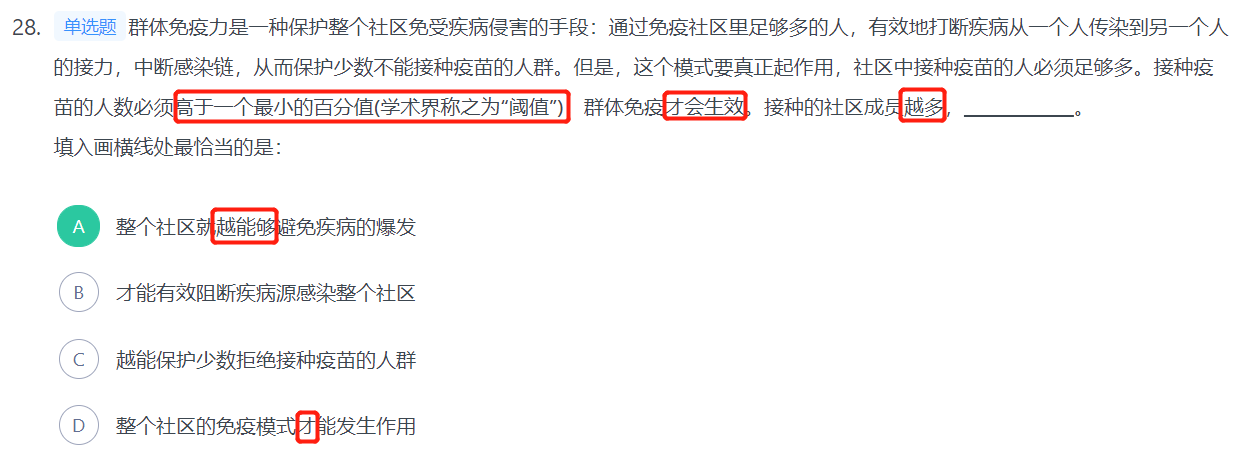 28. 单选题 群体免疫力是一种保护整个社区免受疾病侵害的手段：通过免疫社区里足够多的人，有效地打断疾病从一个人传染到另一个人
的接力，中断感染链，从而保护少数不能接种疫苗的人群。但是，这个模式要真正起作用，社区中接种疫苗的人必须足够多。接种疫
苗的人数必须高于一个最小的百分值(学术界称之为“阈值”) 群体免疫才会生效。接种的社区成员越多，___________。
填入画横线处最恰当的是：
A 整个社区就越能够避免疾病的爆发
B 才能有效阻断疾病源感染整个社区
C 越能保护少数拒绝接种疫苗的人群
D 整个社区的免疫模式才能发生作用